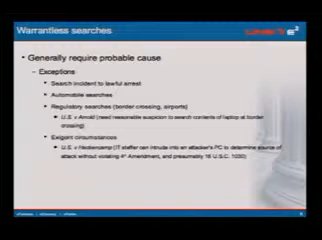 Warrantless searches
• Generally require probable cause
– Exceptions
• Search incident to lawful arrest
• Automobile searches
• Regulatory searches (border crossing, airports)
• U.S. v Arnold (need reasonable suspicion to search contents of laptop at border
crossing)
• Exigent circumstances
• U.S. v Heckencamp (IT staffer can intrude into an attacker's PC to determine source of
attack without violating 4th Amendment, and presumably 18 U.S.C. 1030)